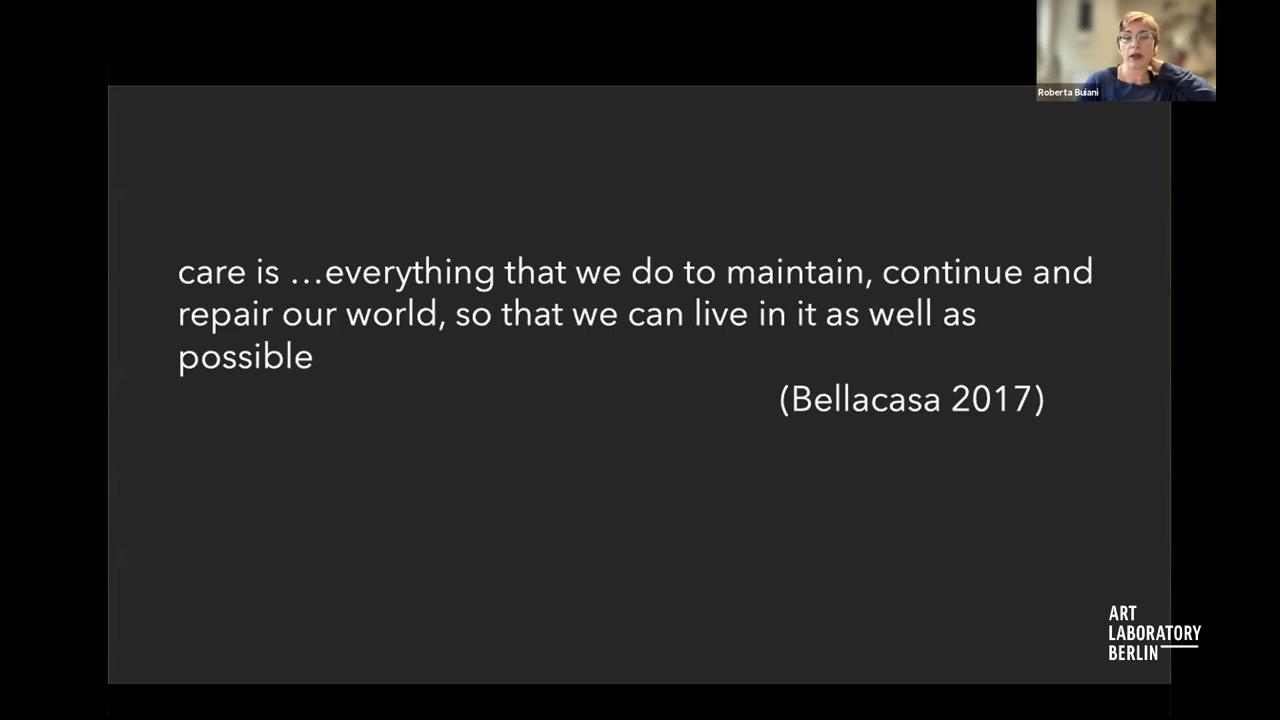 Roberta Buiani
care is …everything that we do to maintain, continue and
repair our world, so that we can live in it as well as
possible
(Bellacasa 2017)
ART
LABORATORY
BERLIN